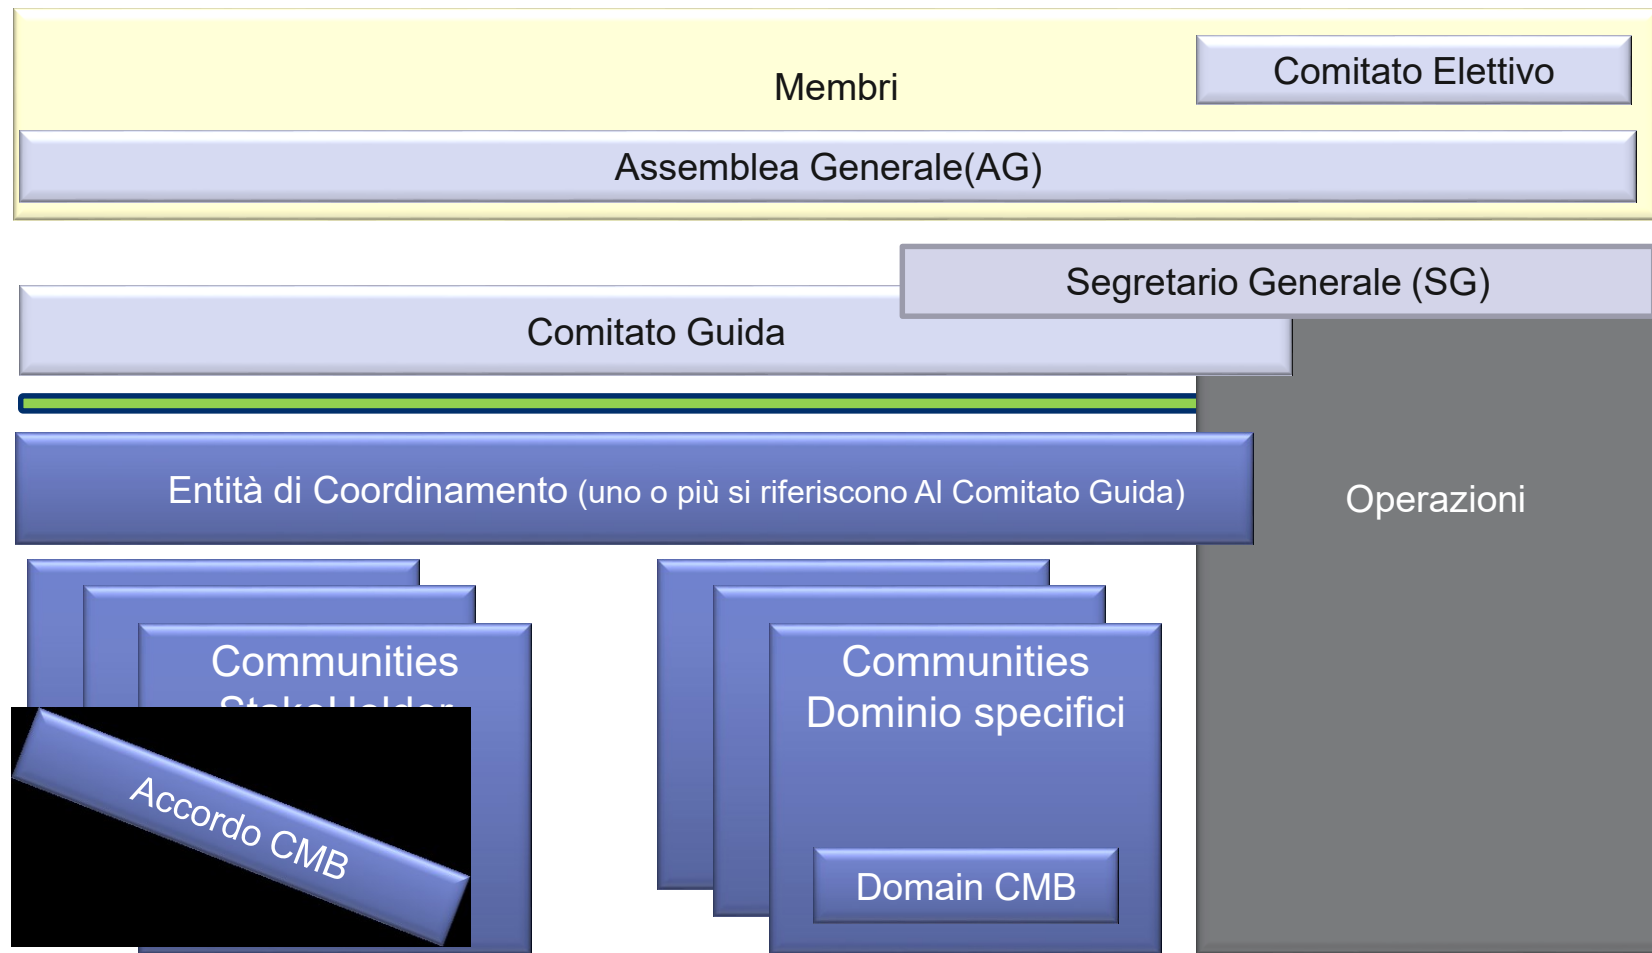 Comitato Elettivo
Membri
Assemblea Generale(AG)
Segretario Generale (SG)
Comitato Guida
Entità di Coordinamento (uno o più si riferiscono Al Comitato Guida)
Operazioni
Communities
StakeHolder
Accordo CMB
Communities
Dominio specifici
Domain CMB